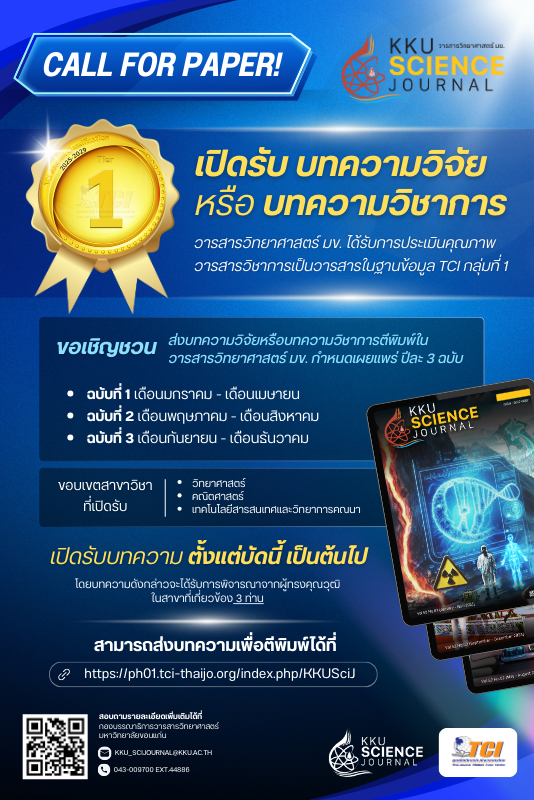 CALL FOR PAPER!
KKU วารสารวิทยาศาสตร์ มข.
SCIENCE
JOURNAL
2025-2029
Tier
1
TCI
เปิดรับ บทความวิจัย
หรือ บทความวิชาการ
วารสารวิทยาศาสตร์ มข. ได้รับการประเมินคุณภาพ
วารสารวิชาการเป็นวารสารในฐานข้อมูล TCI กลุ่มที่ 1
ขอเชิญชวน
ส่งบทความวิจัยหรือบทความวิชาการตีพิมพ์ใน
วารสารวิทยาศาสตร์ มข. กำหนดเผยแพร่ ปีละ 3 ฉบับ
• ฉบับที่ 1 เดือนมกราคม - เดือนเมษายน
• ฉบับที่ 2 เดือนพฤษภาคม - เดือนสิงหาคม
• ฉบับที่ 3 เดือนกันยายน - เดือนธันวาคม
KKU
SCIENCE
JOURNAL
ขอบเขตสาขาวิชา
ที่เปิดรับ
• วิทยาศาสตร์
• คณิตศาสตร์
• เทคโนโลยีสารสนเทศและวิทยาการคณนา
เปิดรับบทความ ตั้งแต่บัดนี้ เป็นต้นไป
โดยบทความดังกล่าวจะได้รับการพิจารณาจากผู้ทรงคุณวุฒิ
ในสาขาที่เกี่ยวข้อง 3 ท่าน
สามารถส่งบทความเพื่อตีพิมพ์ได้ที่
https://ph01.tci-thaijo.org/index.php/KKUSciJ
สอบถามรายละเอียดเพิ่มเติมได้ที่
กองบรรณาธิการวารสารวิทยาศาสตร์
มหาวิทยาลัยขอนแก่น
KKU_SCIJOURNAL@KKU.AC.TH
043-009700 EXT.44886
KKU
SCIENCE
JOURNAL
TCI